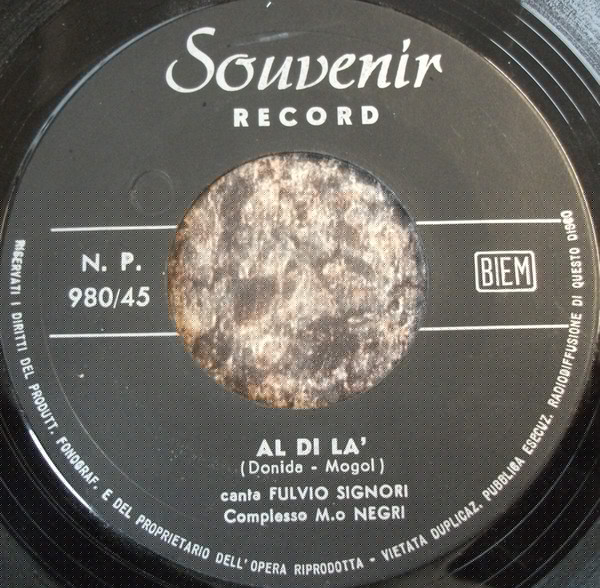 Souvenir
RECORD
N. P.
980/45
BIEM
AL DI LA'
(Donida - Mogol)
canta FULVIO SIGNORI
Complesso M.o NEGRI
RISERVATI I DIRITTI DEL PRODUTT. FONOGRAF. E DEL PROPRIETARIO DELL'OPERA RIPRODOTTA - VIETATA DUPLICAZ. PUBBLICA ESECUZ. RADIODIFFUSIONE DI QUESTO DISCO